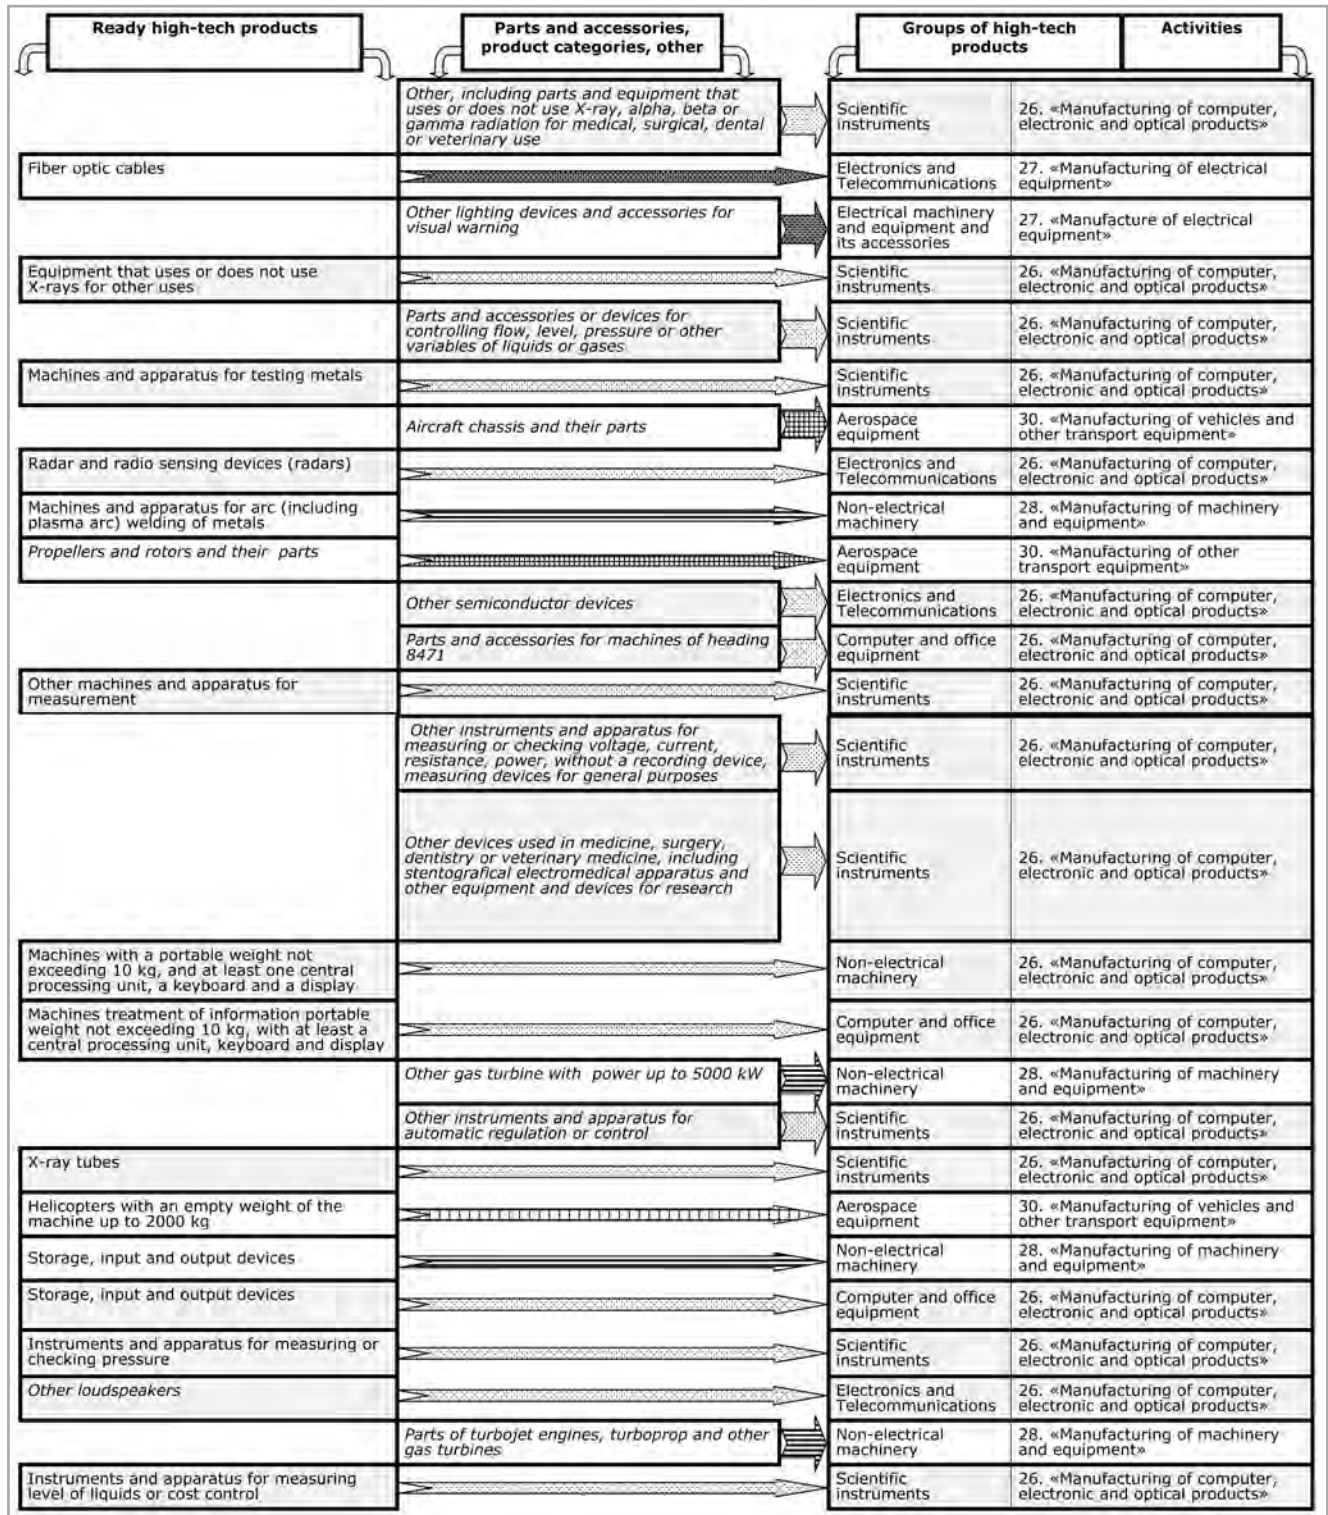 Ready high-tech products
Parts and accessories,
product categories, other
Groups of high-tech
products
Activities
Other, including parts and equipment that
uses or does not use X-ray, alpha, beta or
gamma radiation for medical, surgical, dental
or veterinary use
Scientific
instruments
26. «Manufacturing of computer,
electronic and optical products»
Fiber optic cables
Electronics and
Telecommunications
27. «Manufacturing of electrical
equipment»
Other lighting devices and accessories for
visual warning
Electrical machinery
and equipment and
its accessories
27. «Manufacture of electrical
equipment»
Equipment that uses or does not use
X-rays for other uses
Scientific
instruments
26. «Manufacturing of computer,
electronic and optical products»
Parts and accessories or devices for
controlling flow, level, pressure or other
variables of liquids or gases
Scientific
instruments
26. «Manufacturing of computer,
electronic and optical products»
Machines and apparatus for testing metals
Scientific
instruments
26. «Manufacturing of computer,
electronic and optical products»
Aircraft chassis and their parts
Aerospace
equipment
30. «Manufacturing of vehicles and
other transport equipment»
Radar and radio sensing devices (radars)
Electronics and
Telecommunications
26. «Manufacturing of computer,
electronic and optical products»
Machines and apparatus for arc (including
plasma arc) welding of metals
Non-electrical
machinery
28. «Manufacturing of machinery
and equipment»
Propellers and rotors and their parts
Aerospace
equipment
30. «Manufacturing of other
transport equipment»
Other semiconductor devices
Electronics and
Telecommunications
26. «Manufacturing of computer,
electronic and optical products»
Parts and accessories for machines of heading
8471
Computer and office
equipment
26. «Manufacturing of computer,
electronic and optical products»
Other machines and apparatus for
measurement
Scientific
instruments
26. «Manufacturing of computer,
electronic and optical products»
Other instruments and apparatus for
measuring or checking voltage, current,
resistance, power, without a recording device,
measuring devices for general purposes
Scientific
instruments
26. «Manufacturing of computer,
electronic and optical products»
Other devices used in medicine, surgery,
dentistry or veterinary medicine, including
stentografical electromedical apparatus and
other equipment and devices for research
Scientific
instruments
26. «Manufacturing of computer,
electronic and optical products»
Machines with a portable weight not
exceeding 10 kg, and at least one central
processing unit, a keyboard and a display
Non-electrical
machinery
26. «Manufacturing of computer,
electronic and optical products»
Machines treatment of information portable
weight not exceeding 10 kg, with at least a
central processing unit, keyboard and display
Computer and office
equipment
26. «Manufacturing of computer,
electronic and optical products»
Other gas turbine with power up to 5000 kW
Non-electrical
machinery
28. «Manufacturing of machinery
and equipment»
Other instruments and apparatus for
automatic regulation or control
Scientific
instruments
26. «Manufacturing of computer,
electronic and optical products»
X-ray tubes
Scientific
instruments
26. «Manufacturing of computer,
electronic and optical products»
Helicopters with an empty weight of the
machine up to 2000 kg
Aerospace
equipment
30. «Manufacturing of vehicles and
other transport equipment»
Storage, input and output devices
Non-electrical
machinery
28. «Manufacturing of machinery
and equipment»
Storage, input and output devices
Computer and office
equipment
26. «Manufacturing of computer,
electronic and optical products»
Instruments and apparatus for measuring or
checking pressure
Scientific
instruments
26. «Manufacturing of computer,
electronic and optical products»
Other loudspeakers
Electronics and
Telecommunications
26. «Manufacturing of computer,
electronic and optical products»
Parts of turbojet engines, turboprop and other
gas turbines
Non-electrical
machinery
28. «Manufacturing of machinery
and equipment»
Instruments and apparatus for measuring
level of liquids or cost control
Scientific
instruments
26. «Manufacturing of computer,
electronic and optical products»